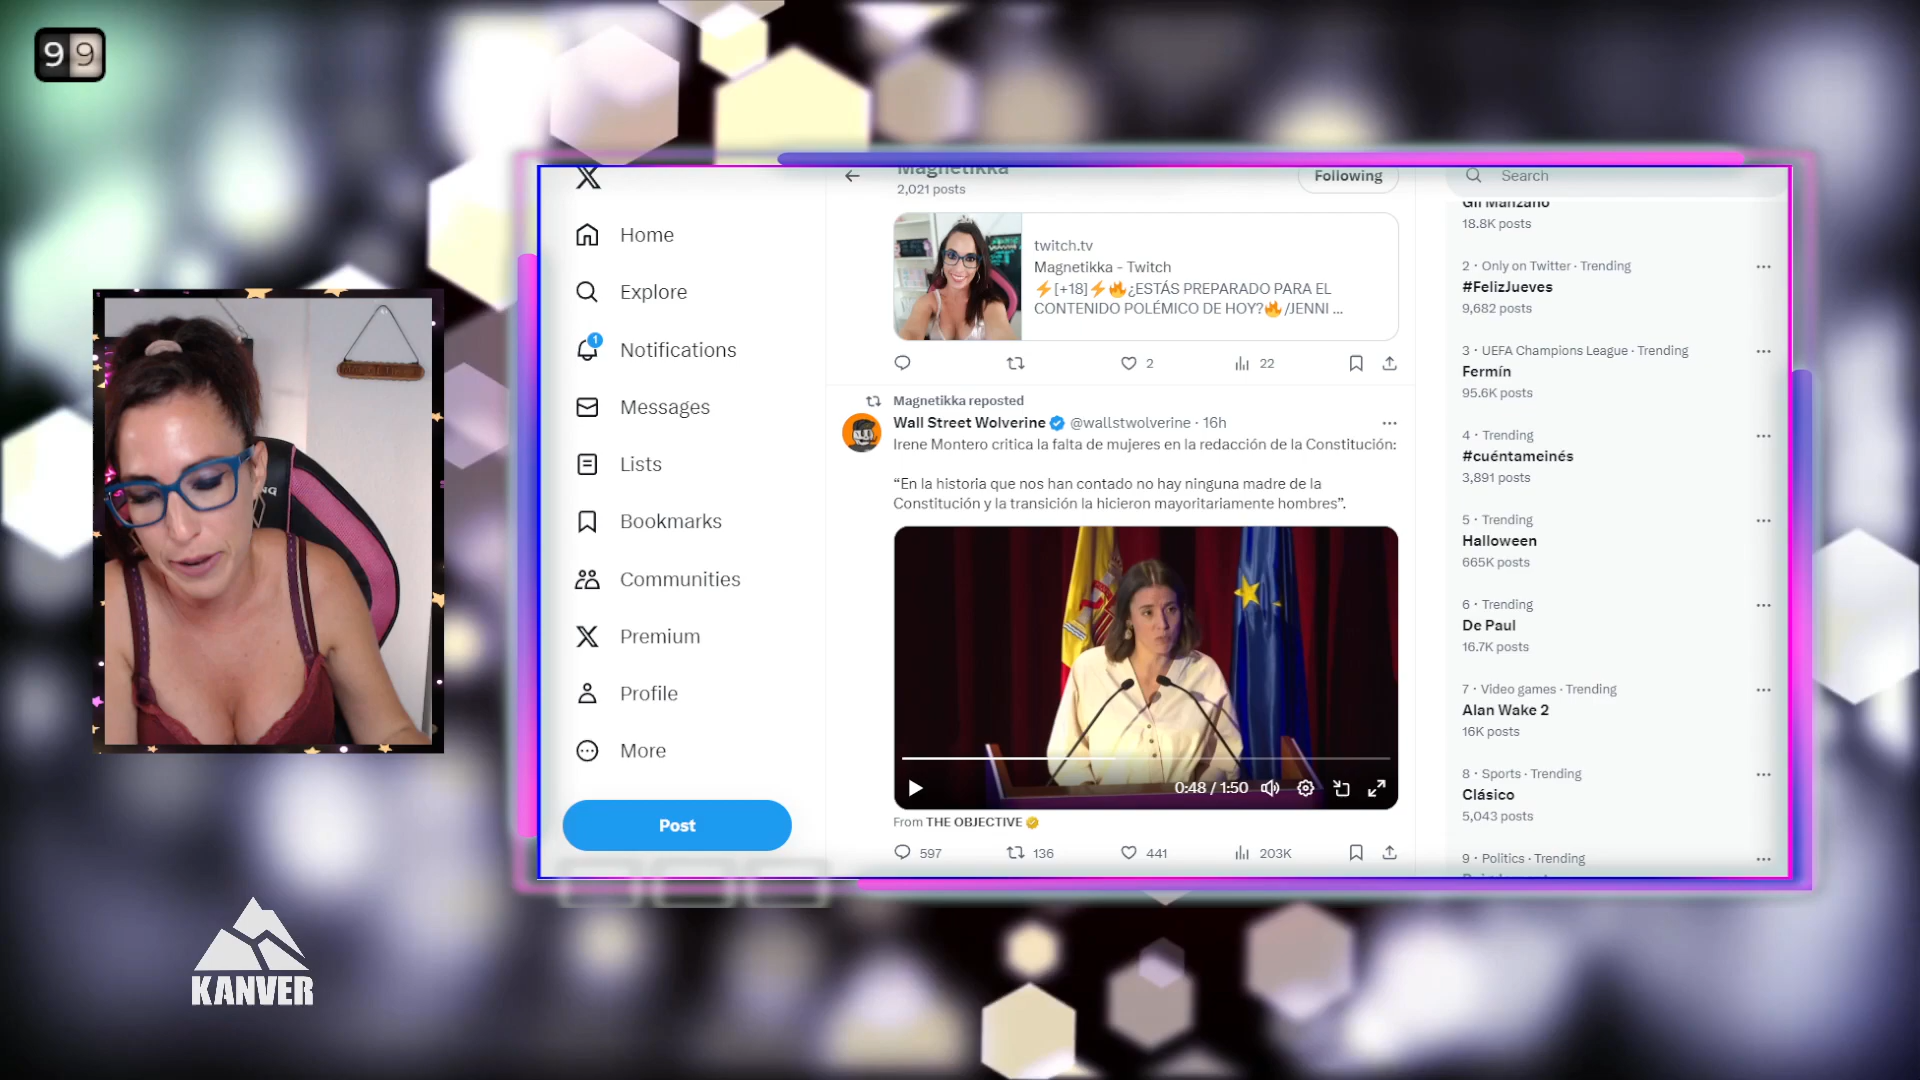 99
KANVER
Home
Explore
1
Notifications
Messages
Lists
Bookmarks
Communities
Premium
Profile
More
Post
Magnetikka
2,021 posts
Following
twitch.tv
Magnetikka - Twitch
⚡[+18]⚡🔥¿ESTÁS PREPARADO PARA EL
CONTENIDO POLÉMICO DE HOY?🔥/JENNI ...
2
22
Magnetikka reposted
Wall Street Wolverine @wallstwolverine · 16h
Irene Montero critica la falta de mujeres en la redacción de la Constitución:
“En la historia que nos han contado no hay ninguna madre de la
Constitución y la transición la hicieron mayoritariamente hombres”.
0:48 / 1:50
From THE OBJECTIVE
597
136
441
203K
Search
Gil Manzano
18.8K posts
2 · Only on Twitter · Trending
#FelizJueves
9,682 posts
3 · UEFA Champions League · Trending
Fermín
95.6K posts
4 · Trending
#cuéntameinés
3,891 posts
5 · Trending
Halloween
665K posts
6 · Trending
De Paul
16.7K posts
7 · Video games · Trending
Alan Wake 2
16K posts
8 · Sports · Trending
Clásico
5,043 posts
9 · Politics · Trending